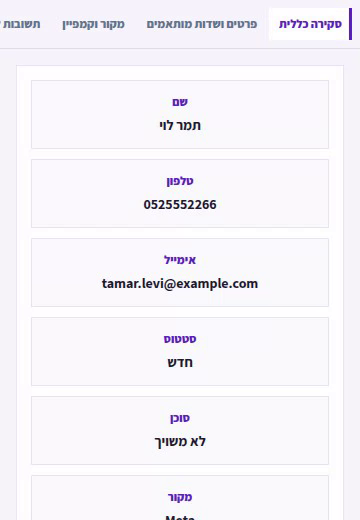 סקירה כללית פרטים ושדות מותאמים מקור וקמפיין תשובות
שם
תמר לוי
טלפון
0525552266
אימייל
tamar.levi@example.com
סטטוס
חדש
סוכן
לא משויך
מקור
Meta